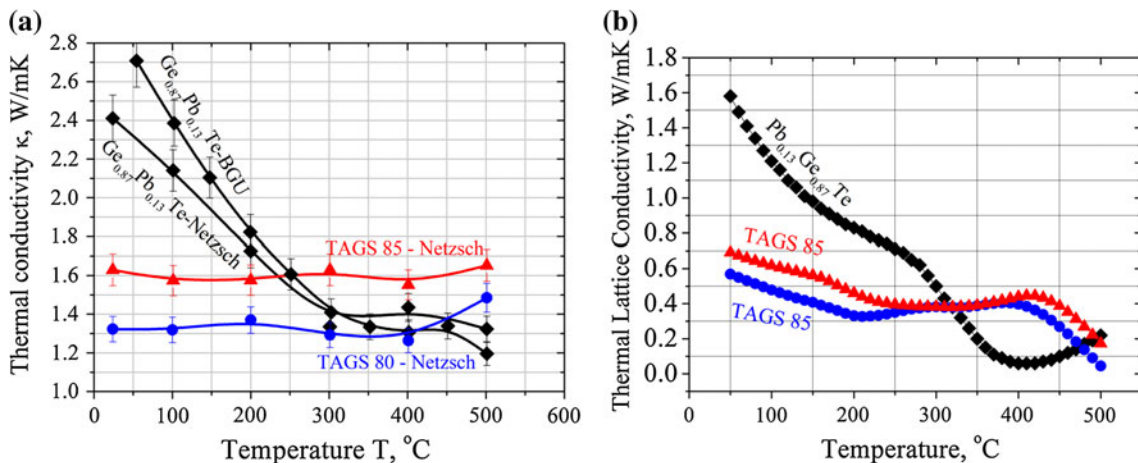 (a)
Thermal conductivity κ, W/mK
2.8
2.6
2.4
2.2
2.0
1.8
1.6
1.4
1.2
1.0
0
100
200
300
400
500
600
Temperature T, °C
Ge0.87Pb0.13Te-BGU
Ge0.87Pb0.13Te-Netzsch
TAGS 85 - Netzsch
TAGS 80 - Netzsch
(b)
Thermal Lattice Conductivity, W/mK
1.8
1.6
1.4
1.2
1.0
0.8
0.6
0.4
0.2
0.0
0
100
200
300
400
500
Temperature, °C
Pb0.13Ge0.87Te
TAGS 85
TAGS 85